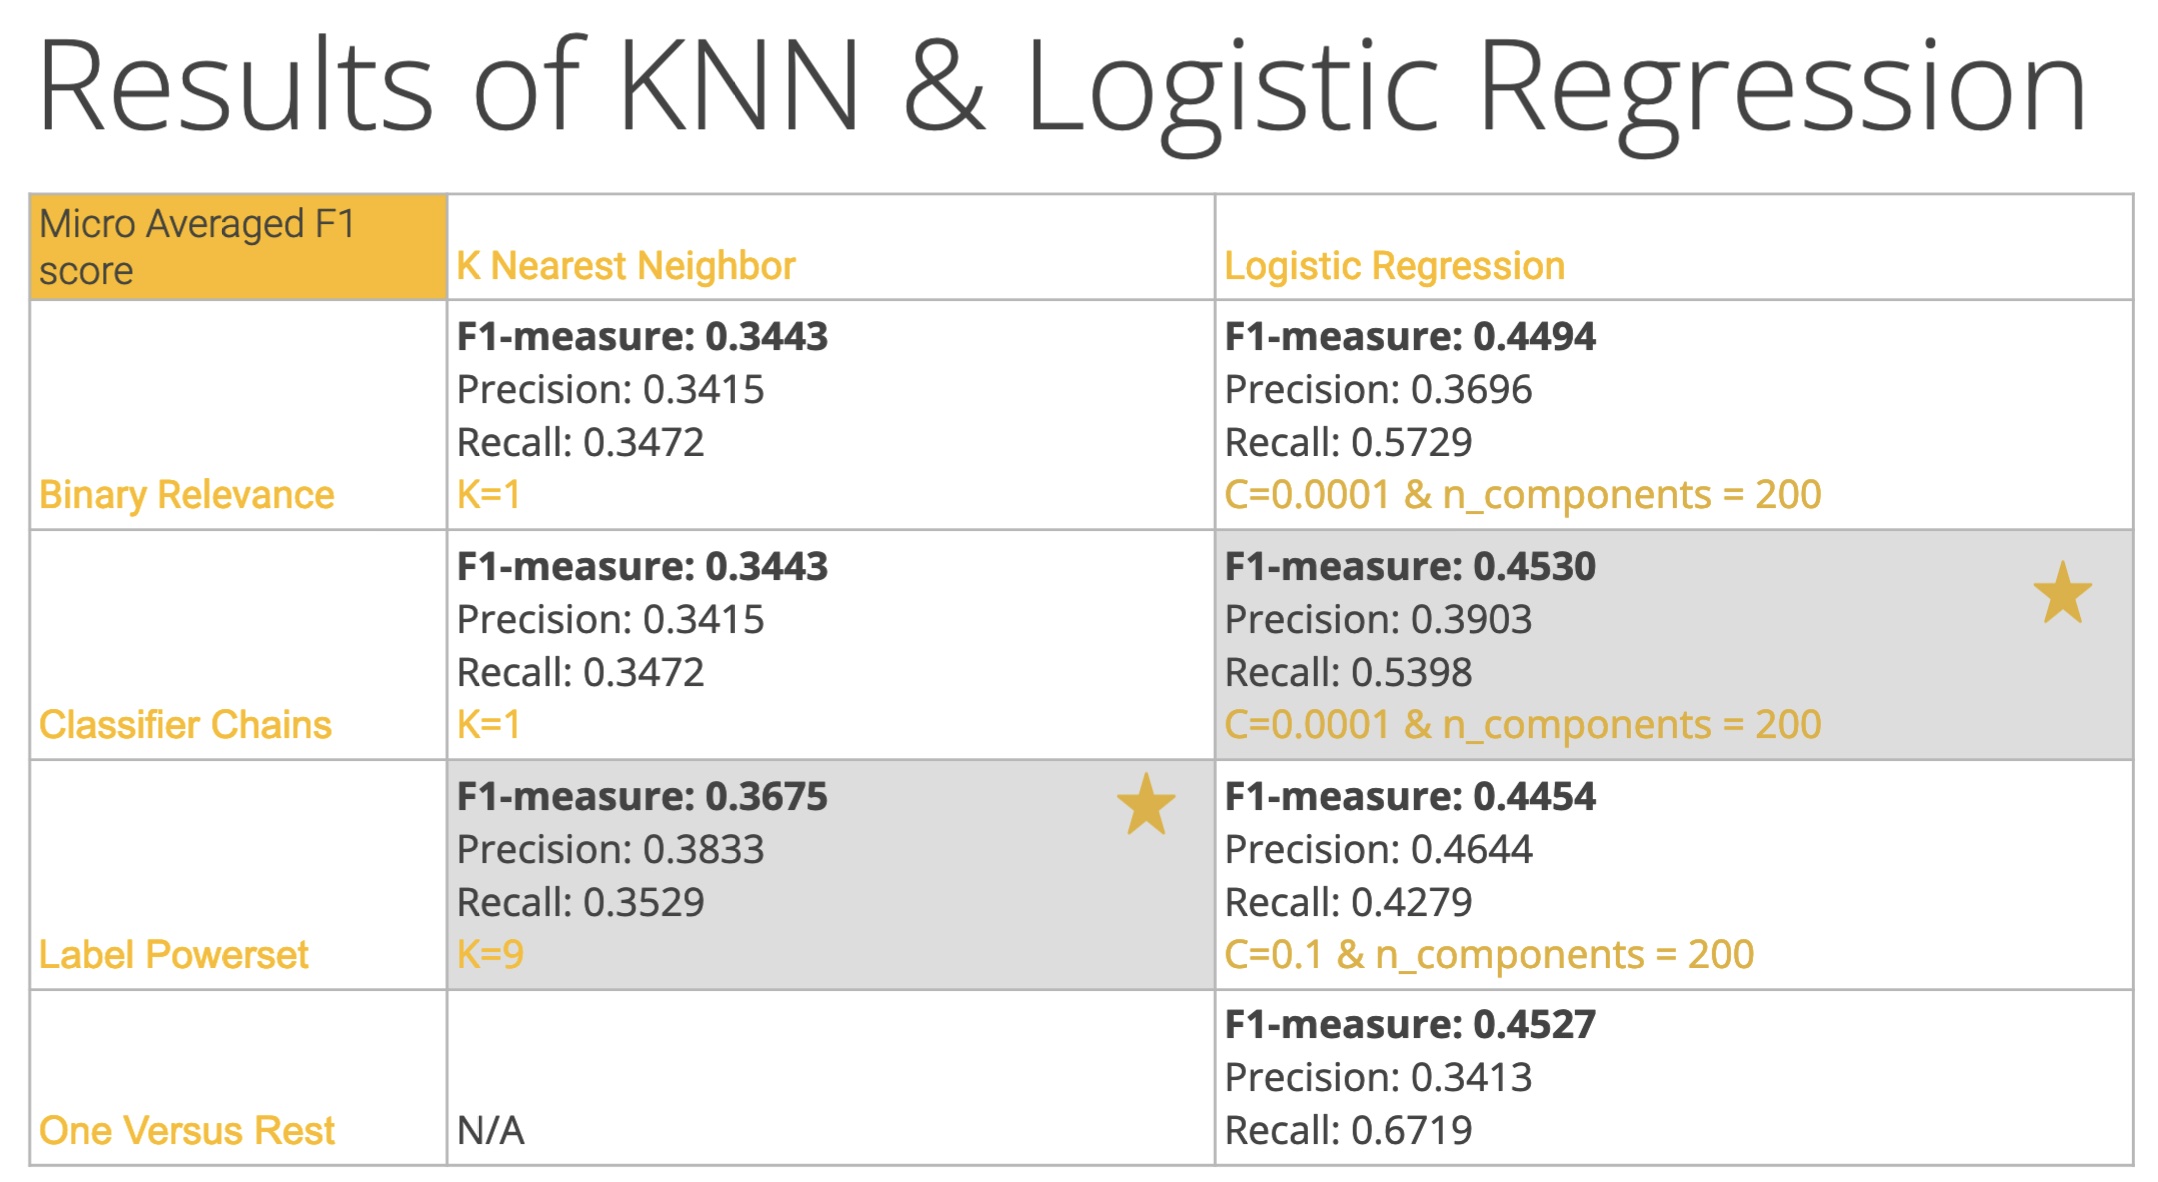 Results of KNN & Logistic Regression
Micro Averaged F1
score
K Nearest Neighbor
Logistic Regression
Binary Relevance
F1-measure: 0.3443
Precision: 0.3415
Recall: 0.3472
K=1
F1-measure: 0.4494
Precision: 0.3696
Recall: 0.5729
C=0.0001 & n_components = 200
Classifier Chains
F1-measure: 0.3443
Precision: 0.3415
Recall: 0.3472
K=1
F1-measure: 0.4530
Precision: 0.3903
Recall: 0.5398
C=0.0001 & n_components = 200
Label Powerset
F1-measure: 0.3675
Precision: 0.3833
Recall: 0.3529
K=9
F1-measure: 0.4454
Precision: 0.4644
Recall: 0.4279
C=0.1 & n_components = 200
One Versus Rest
N/A
F1-measure: 0.4527
Precision: 0.3413
Recall: 0.6719